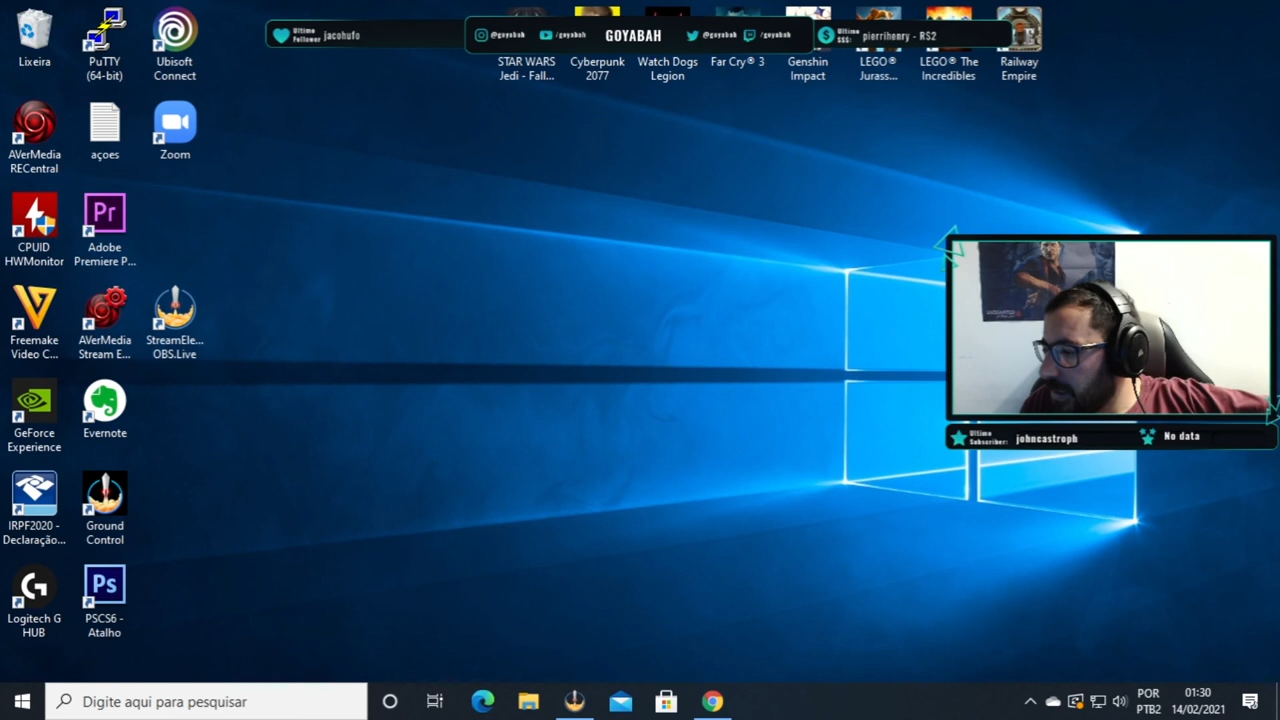 Ultimo
Follower
jacohufo
@goyabah
/goyabah
GOYABAH
@goyabah
/goyabah
Ultimo
$$$:
pierrihenry - R$2
Lixeira
PuTTY
(64-bit)
Ubisoft
Connect
STAR WARS
Jedi - Fall...
Cyberpunk
2077
Watch Dogs
Legion
Far Cry® 3
Genshin
Impact
LEGO®
Jurass...
LEGO® The
Incredibles
Railway
Empire
AVerMedia
RECentral
açoes
Zoom
CPUID
HWMonitor
Pr
Adobe
Premiere P...
Freemake
Video C...
AVerMedia
Stream E...
StreamEle...
OBS.Live
UNCHARTED
Ultimo
Subscriber:
johncastroph
No data
GeForce
Experience
Evernote
IRPF2020 -
Declaração...
Ground
Control
Logitech G
HUB
Ps
PSCS6 -
Atalho
Digite aqui para pesquisar
POR
PTB2
01:30
14/02/2021